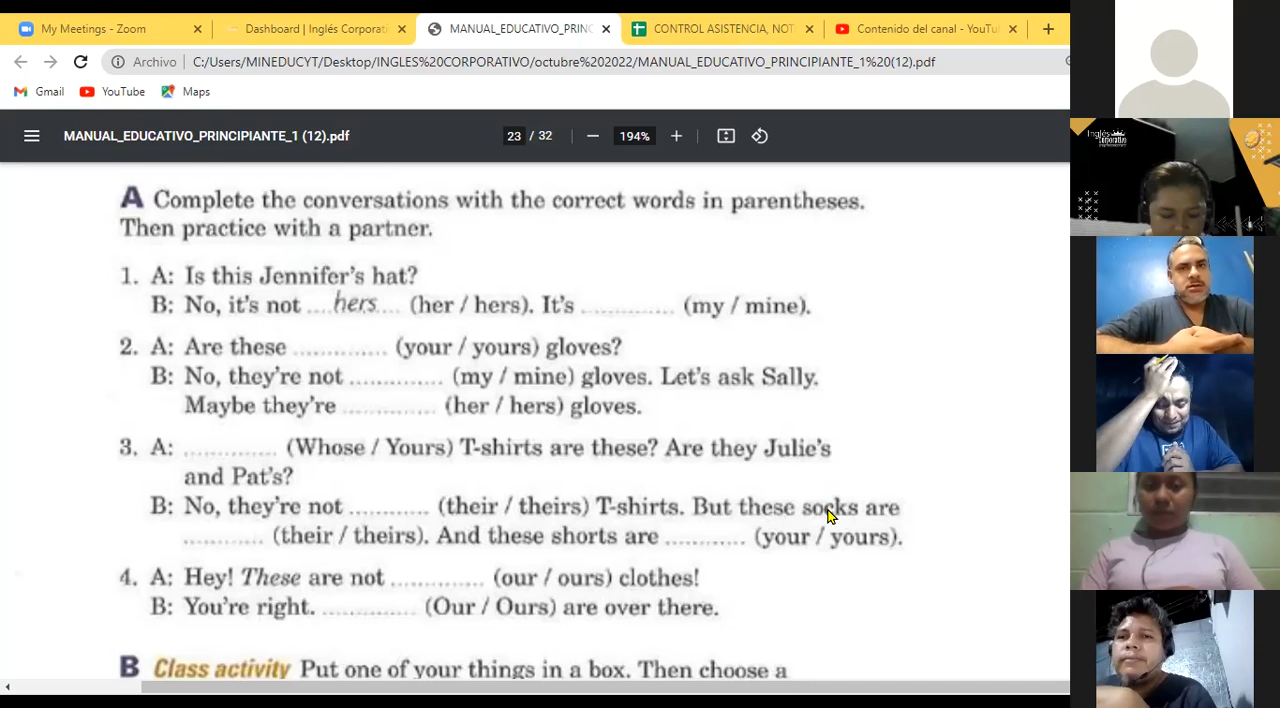 My Meetings - Zoom
Dashboard | Inglés Corporati
MANUAL_EDUCATIVO_PRINC
CONTROL ASISTENCIA, NOT
Contenido del canal - YouTu
Archivo
C:/Users/MINEDUCYT/Desktop/INGLES%20CORPORATIVO/octubre%202022/MANUAL_EDUCATIVO_PRINCIPIANTE_1%20(12).pdf
Gmail YouTube Maps
MANUAL_EDUCATIVO_PRINCIPIANTE_1 (12).pdf
23 / 32
194%
A Complete the conversations with the correct words in parentheses.
Then practice with a partner.
1. A: Is this Jennifer's hat?
B: No, it's not ....hers.... (her / hers). It's ............. (my / mine).
2. A: Are these ............. (your / yours) gloves?
B: No, they're not ............. (my / mine) gloves. Let's ask Sally.
Maybe they're ............. (her / hers) gloves.
3. A: ............. (Whose / Yours) T-shirts are these? Are they Julie's
and Pat's?
B: No, they're not ............ (their / theirs) T-shirts. But these socks are
............ (their / theirs). And these shorts are ............ (your / yours).
4. A: Hey! These are not ............. (our / ours) clothes!
B: You're right. ............. (Our / Ours) are over there.
B Class activity Put one of your things in a box. Then choose a
Inglés
Corporativo